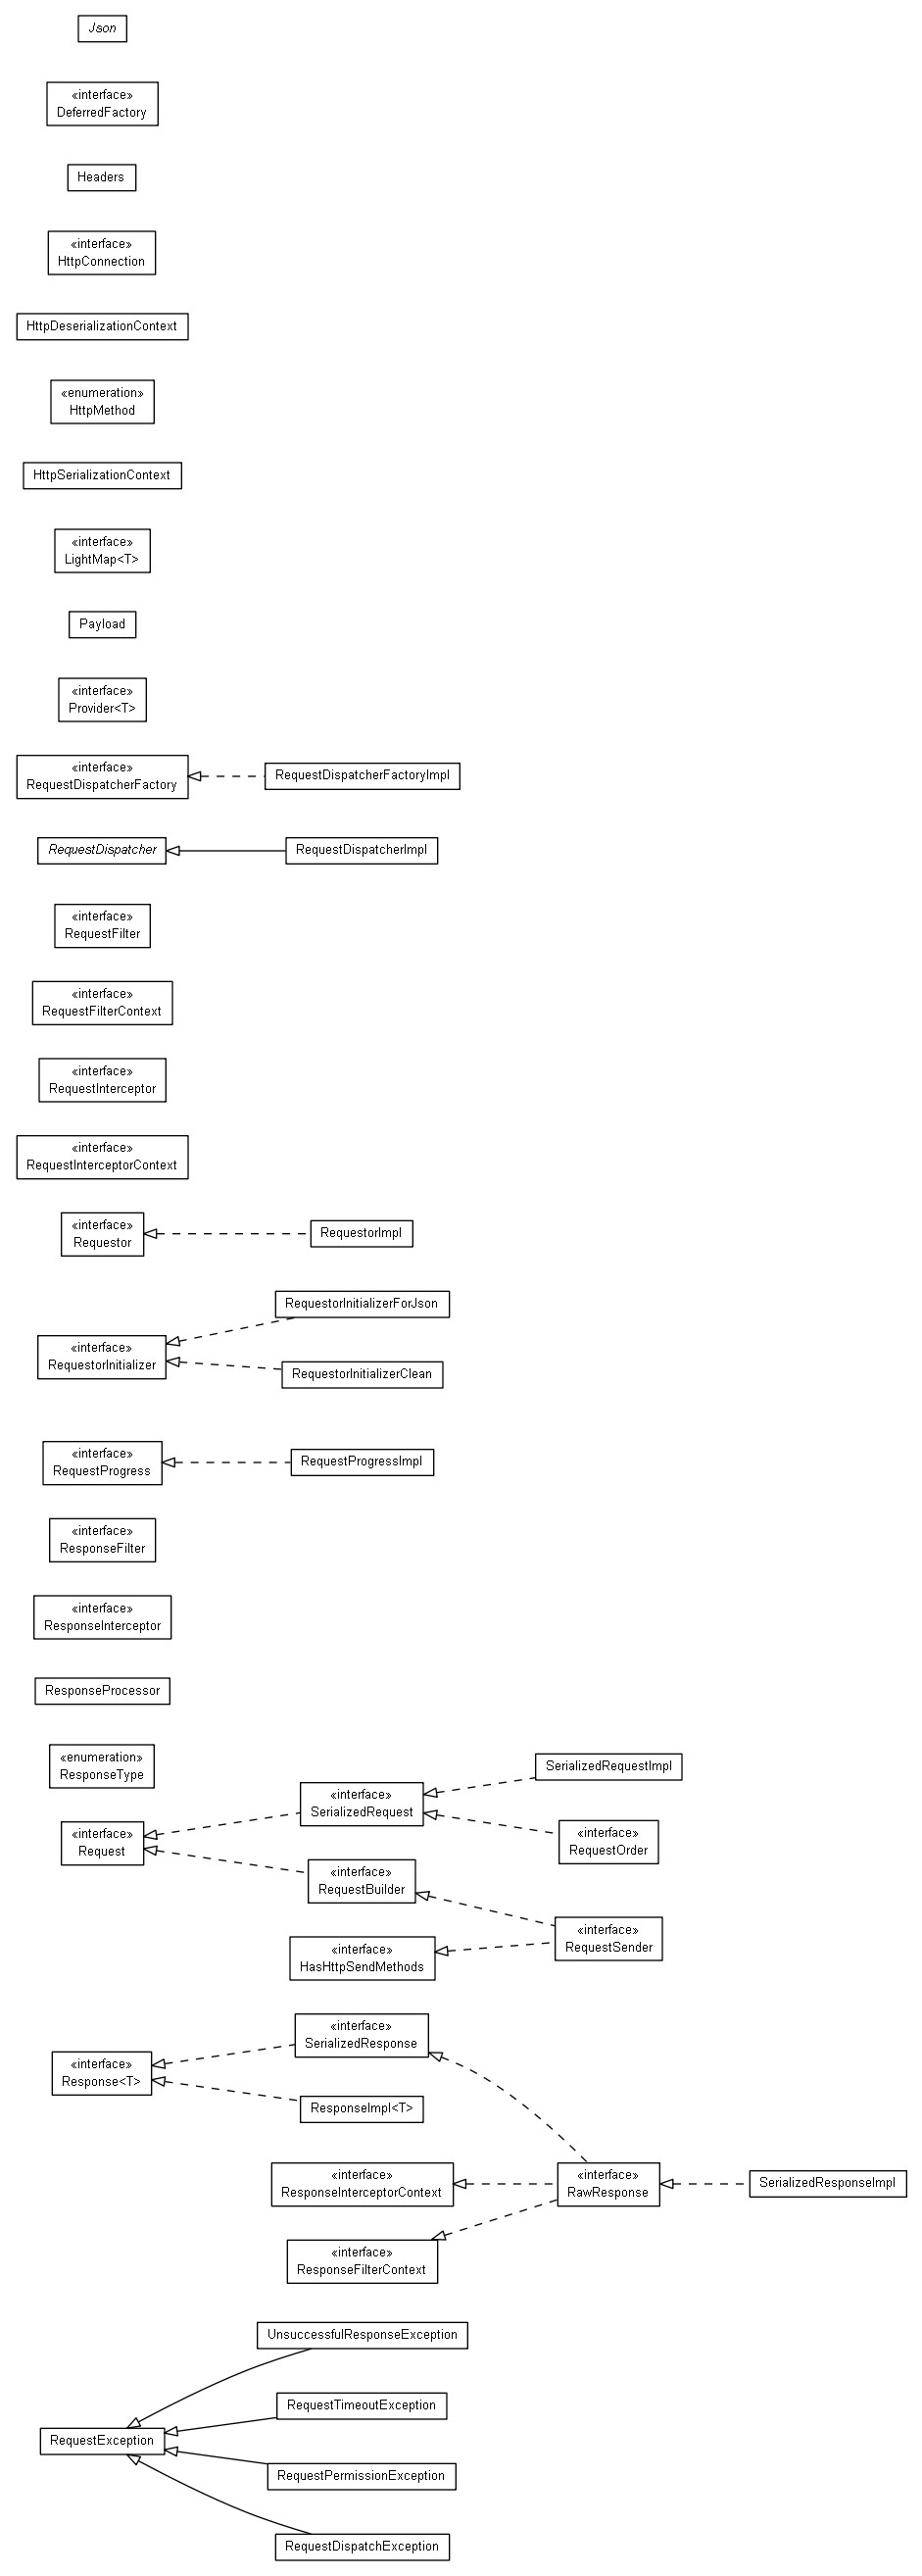 Json
«interface»
DeferredFactory
Headers
«interface»
HttpConnection
HttpDeserializationContext
«enumeration»
HttpMethod
HttpSerializationContext
«interface»
LightMap<T>
Payload
«interface»
Provider<T>
«interface»
RequestDispatcherFactory
RequestDispatcherFactoryImpl
RequestDispatcher
RequestDispatcherImpl
«interface»
RequestFilter
«interface»
RequestFilterContext
«interface»
RequestInterceptor
«interface»
RequestInterceptorContext
«interface»
Requestor
RequestorImpl
RequestorInitializerForJson
«interface»
RequestorInitializer
RequestorInitializerClean
«interface»
RequestProgress
RequestProgressImpl
«interface»
ResponseFilter
«interface»
ResponseInterceptor
ResponseProcessor
«enumeration»
ResponseType
SerializedRequestImpl
«interface»
SerializedRequest
«interface»
Request
«interface»
RequestOrder
«interface»
RequestBuilder
«interface»
RequestSender
«interface»
HasHttpSendMethods
«interface»
SerializedResponse
«interface»
Response<T>
ResponseImpl<T>
«interface»
ResponseInterceptorContext
«interface»
RawResponse
SerializedResponseImpl
«interface»
ResponseFilterContext
UnsuccessfulResponseException
RequestTimeoutException
RequestException
RequestPermissionException
RequestDispatchException